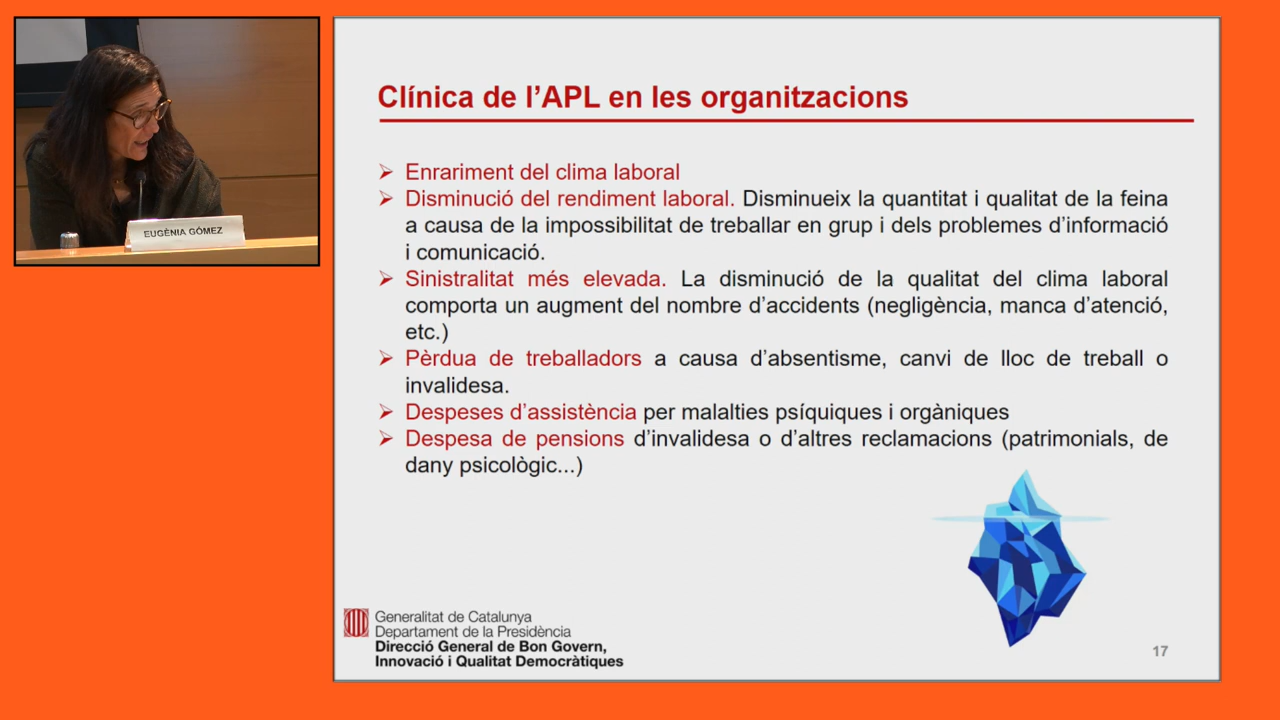 EUGÈNIA GÓMEZ
Clínica de l’APL en les organitzacions
Enrariment del clima laboral
Disminució del rendiment laboral. Disminueix la quantitat i qualitat de la feina
a causa de la impossibilitat de treballar en grup i dels problemes d’informació
i comunicació.
Sinistralitat més elevada. La disminució de la qualitat del clima laboral
comporta un augment del nombre d’accidents (negligència, manca d’atenció,
etc.)
Pèrdua de treballadors a causa d’absentisme, canvi de lloc de treball o
invalidesa.
Despeses d’assistència per malalties psíquiques i orgàniques
Despesa de pensions d’invalidesa o d’altres reclamacions (patrimonials, de
dany psicològic...)
Generalitat de Catalunya
Departament de la Presidència
Direcció General de Bon Govern,
Innovació i Qualitat Democràtiques
17